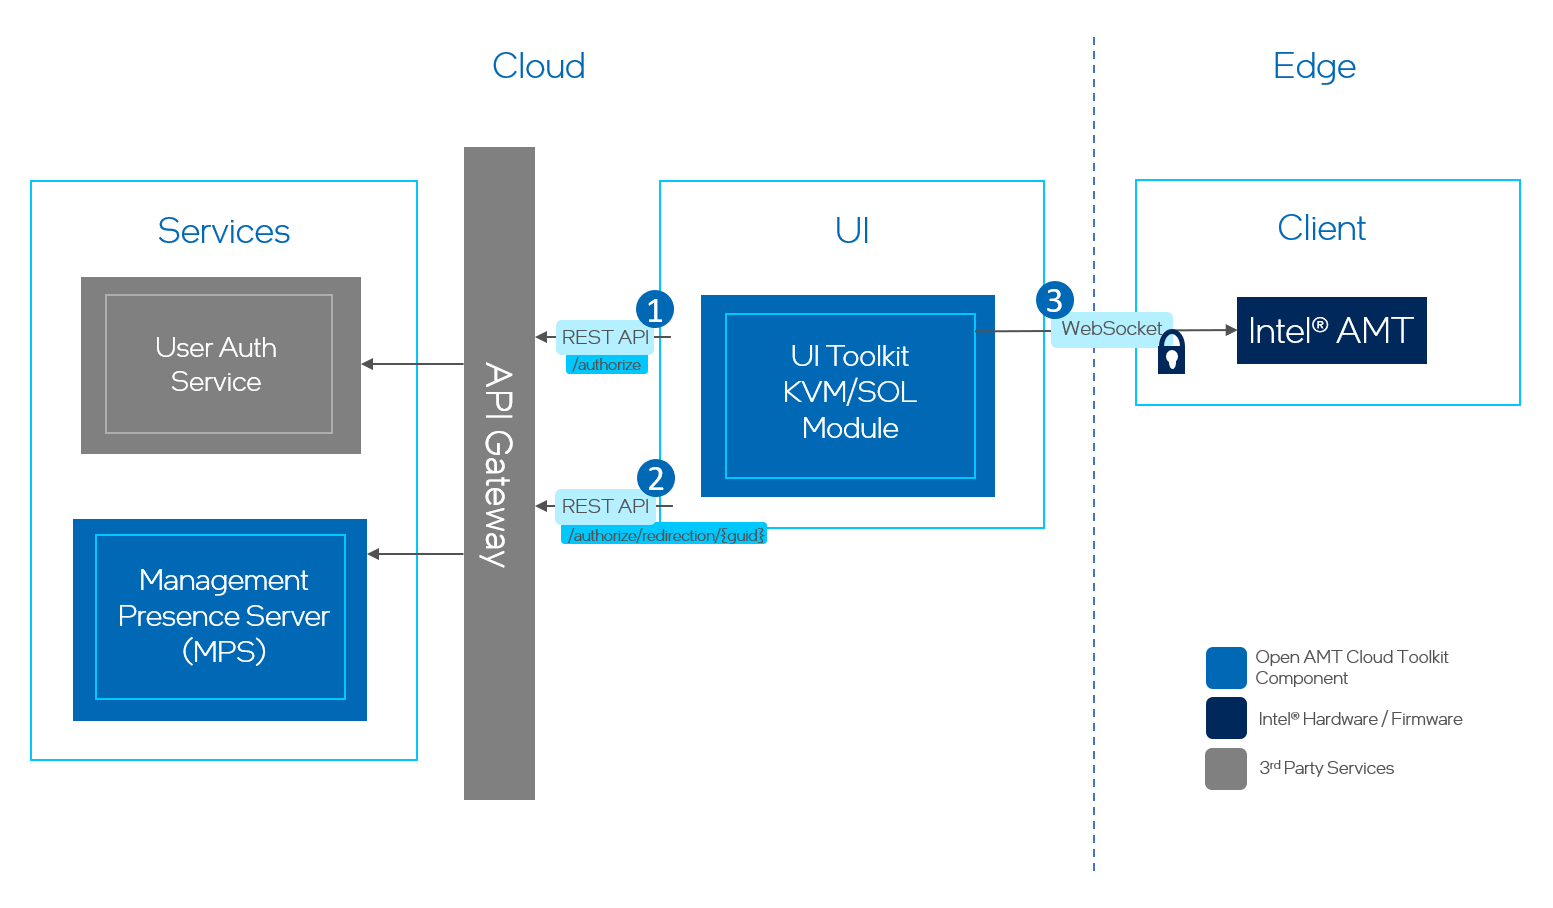 Cloud
Edge
Services
User Auth
Service
Management
Presence Server
(MPS)
API Gateway
1
REST API
/authorize
2
REST API
/authorize/redirection/{guid}
UI
UI Toolkit
KVM/SOL
Module
3
WebSocket
Client
Intel® AMT
Open AMT Cloud Toolkit
Component
Intel® Hardware / Firmware
3rd Party Services